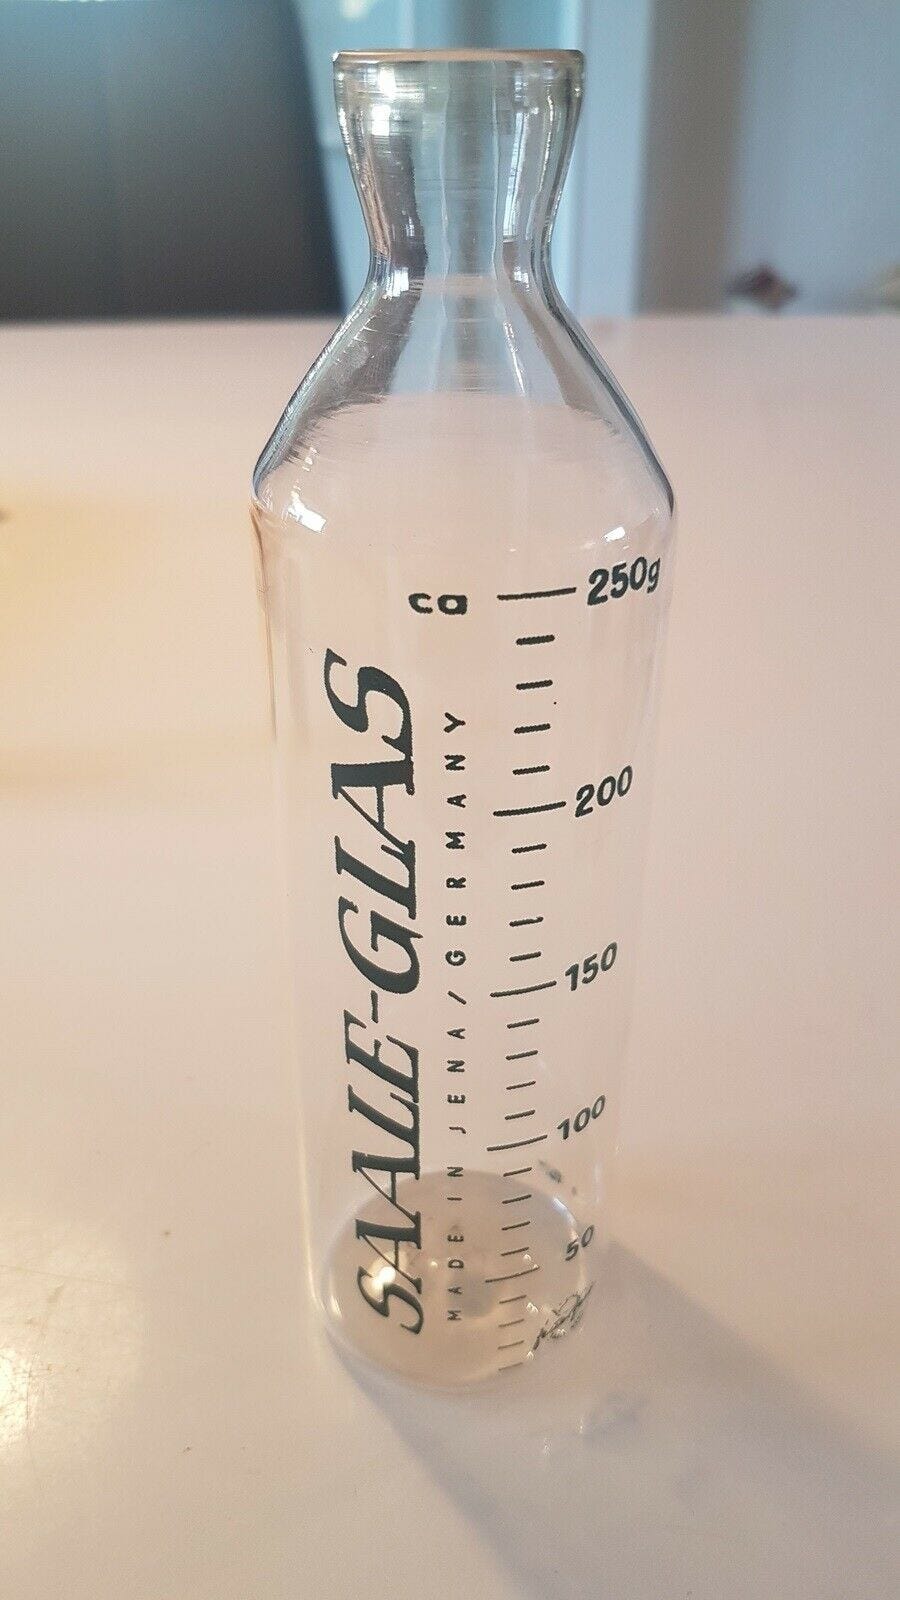 ca 250g
200
150
100
50
SAALE-GLAS
MADE IN JENA/GERMANY